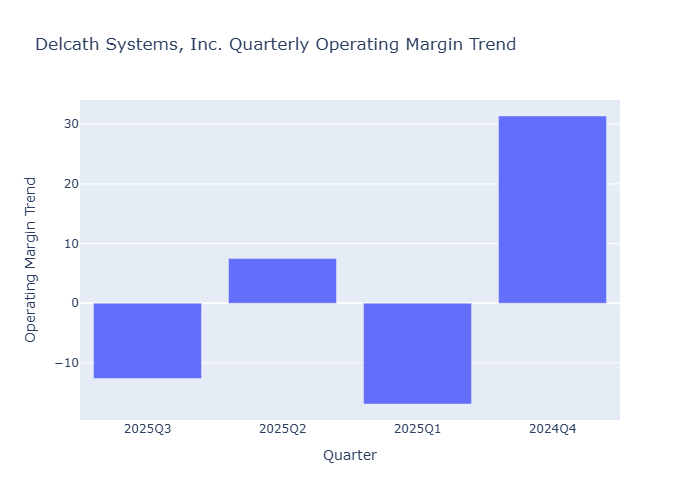 Delcath Systems, Inc. Quarterly Operating Margin Trend
Operating Margin Trend
30
20
10
0
−10
2025Q3
2025Q2
2025Q1
2024Q4
Quarter